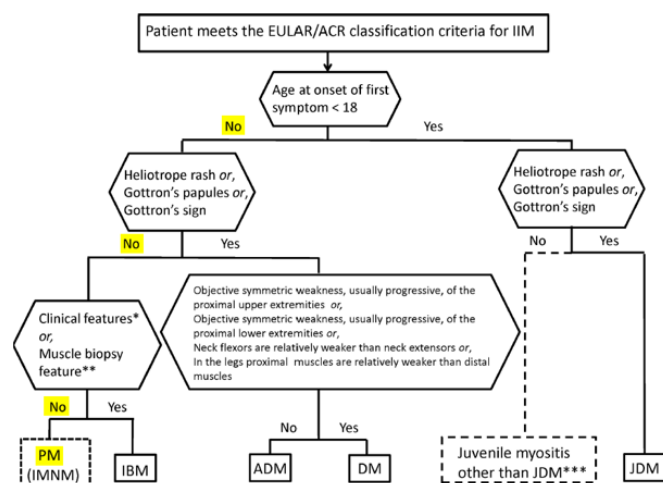 Patient meets the EULAR/ACR classification criteria for IIM
Age at onset of first
symptom < 18
No
Yes
Heliotrope rash or,
Gottron's papules or,
Gottron's sign
Heliotrope rash or,
Gottron's papules or,
Gottron's sign
No
Yes
No
Yes
Clinical features*
or,
Muscle biopsy
feature**
Objective symmetric weakness, usually progressive, of the
proximal upper extremities or,
Objective symmetric weakness, usually progressive, of the
proximal lower extremities or,
Neck flexors are relatively weaker than neck extensors or,
In the legs proximal muscles are relatively weaker than distal
muscles
No
Yes
No
Yes
PM
(IMNM)
IBM
ADM
DM
Juvenile myositis
other than JDM***
JDM